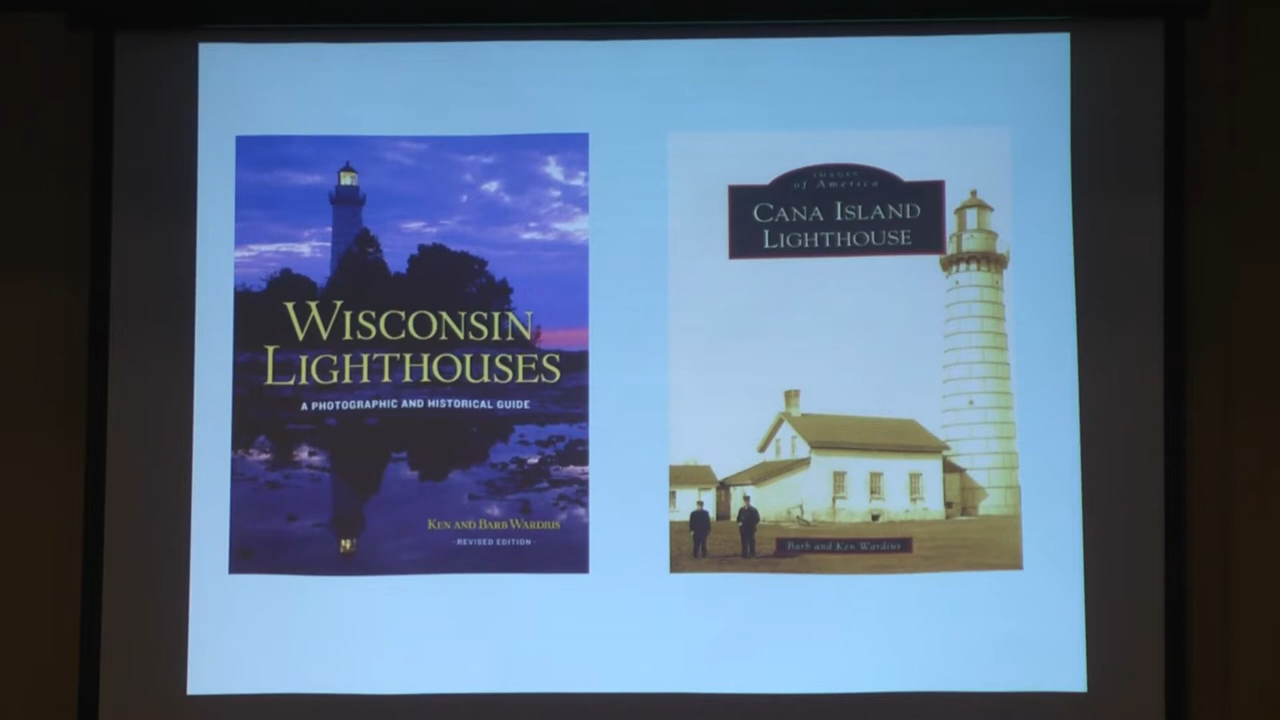 WISCONSIN
LIGHTHOUSES
A PHOTOGRAPHIC AND HISTORICAL GUIDE
KEN AND BARB WARDIUS
-REVISED EDITION-
IMAGES
of America
CANA ISLAND
LIGHTHOUSE
Barb and Ken Wardius